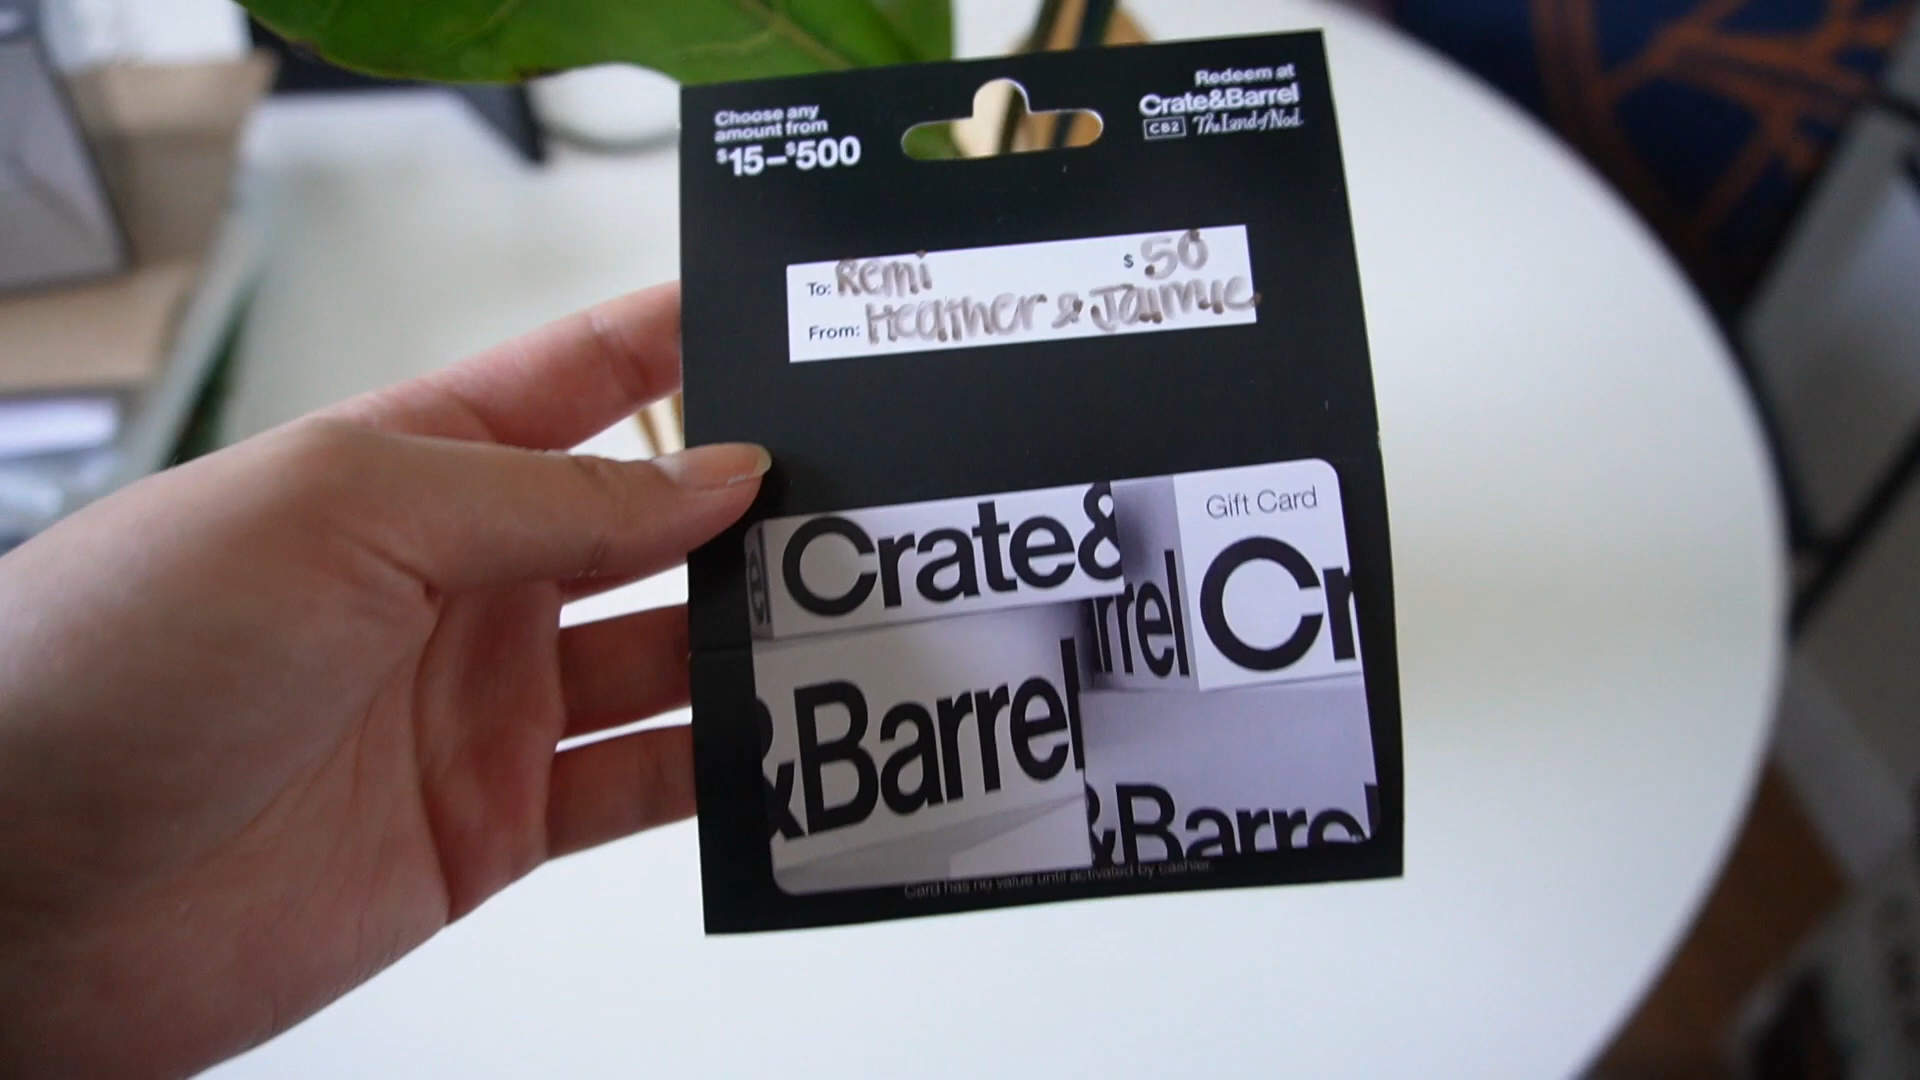 Choose any
amount from
$15–$500
Redeem at
Crate&Barrel
CB2 The Land of Nod
To: Remi $ 50
From: Heather & Jaimie
Gift Card
Crate&
rrel
Cr
&Barrel
&Barrel
Card has no value until activated by cashier.